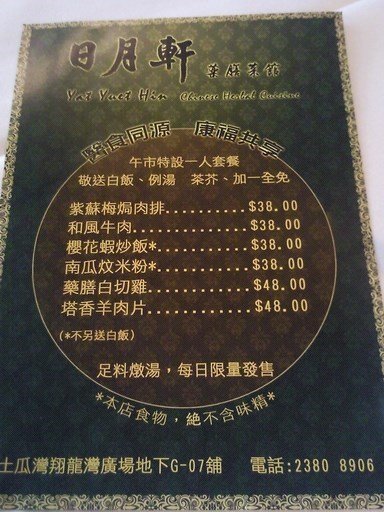 日月軒 藥膳菜館
Yat Yuet Hin Chinese Herbal Cuisine
醫食同源 康福共享
午市特設一人套餐
敬送白飯、例湯 茶芥、加一全免
紫蘇梅焗肉排..........$38.00
和風牛肉..............$38.00
櫻花蝦炒飯*...........$38.00
南瓜炆米粉*...........$38.00
藥膳白切雞............$48.00
塔香羊肉片............$48.00
(*不另送白飯)
足料燉湯，每日限量發售
*本店食物，絶不含味精*
土瓜灣翔龍灣廣場地下G-07舖 電話:2380 8906